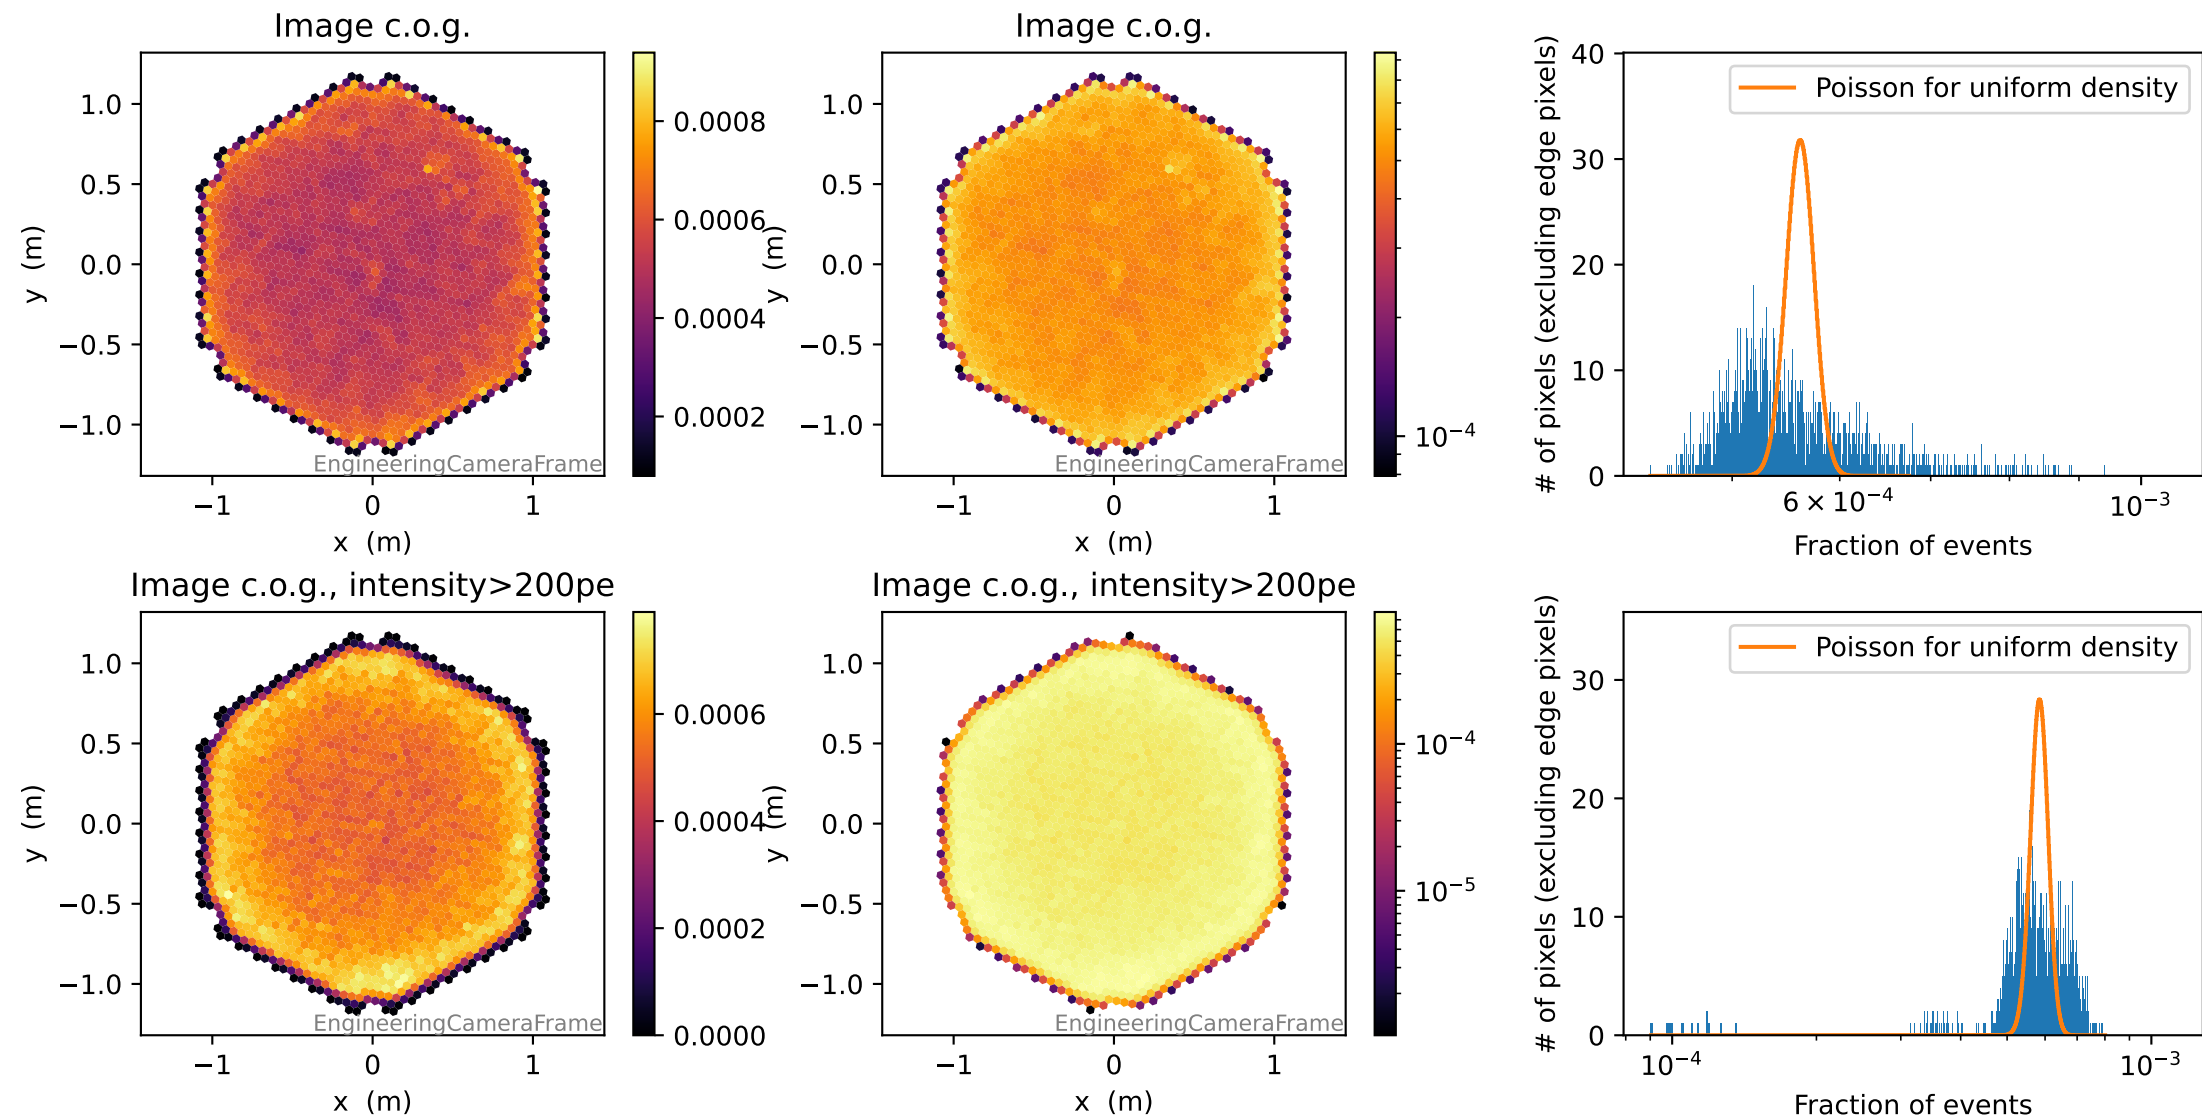 Image c.o.g.
1.0
0.5
0.0
−0.5
−1.0
y (m)
−1
0
1
x (m)
EngineeringCameraFrame
0.0008
0.0006
0.0004
0.0002
Image c.o.g.
1.0
0.5
0.0
−0.5
−1.0
y (m)
−1
0
1
x (m)
EngineeringCameraFrame
10⁻⁴
40
30
20
10
0
# of pixels (excluding edge pixels)
Poisson for uniform density
6 × 10⁻⁴
10⁻³
Fraction of events
Image c.o.g., intensity>200pe
1.0
0.5
0.0
−0.5
−1.0
y (m)
−1
0
1
x (m)
EngineeringCameraFrame
0.0006
0.0004
0.0002
0.0000
Image c.o.g., intensity>200pe
1.0
0.5
0.0
−0.5
−1.0
y (m)
−1
0
1
x (m)
EngineeringCameraFrame
10⁻⁴
10⁻⁵
30
20
10
0
# of pixels (excluding edge pixels)
Poisson for uniform density
10⁻⁴
10⁻³
Fraction of events